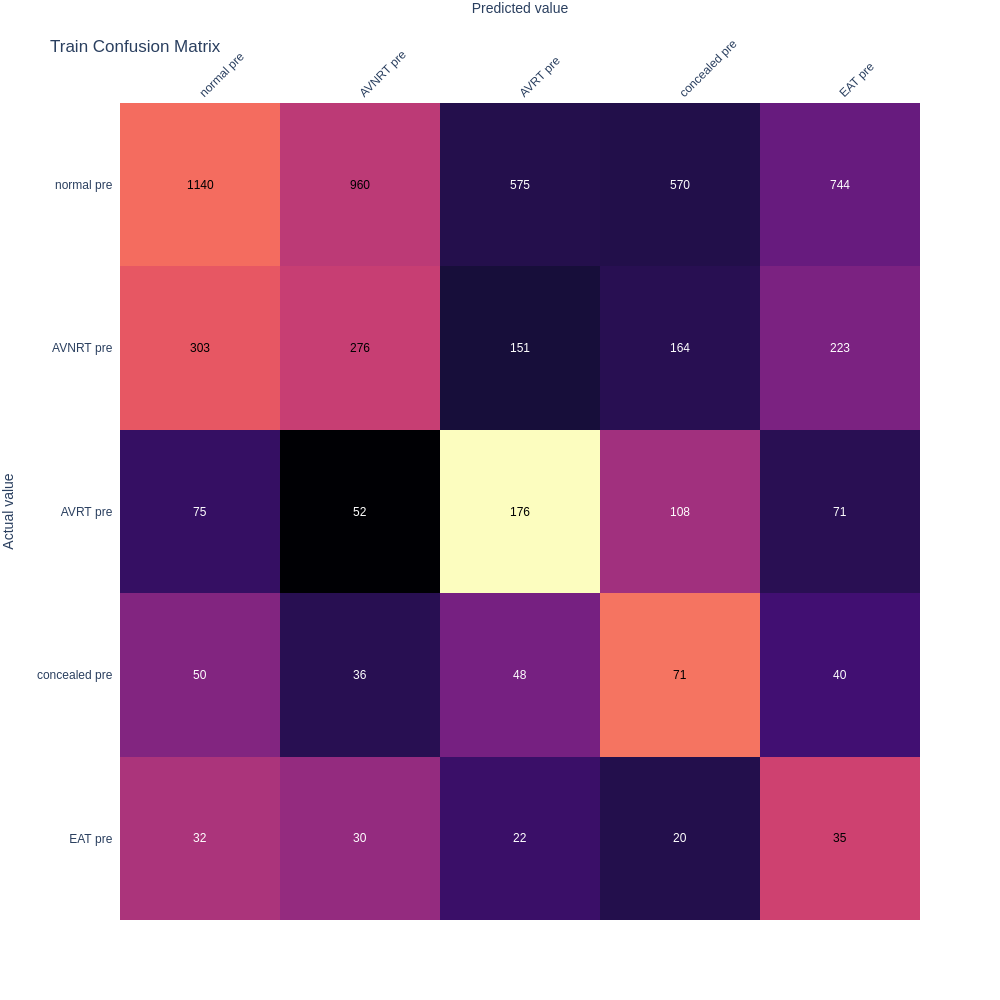 Predicted value
Train Confusion Matrix
normal pre AVNRT pre AVRT pre concealed pre EAT pre
normal pre 1140 960 575 570 744
AVNRT pre 303 276 151 164 223
AVRT pre 75 52 176 108 71
concealed pre 50 36 48 71 40
EAT pre 32 30 22 20 35
Actual value